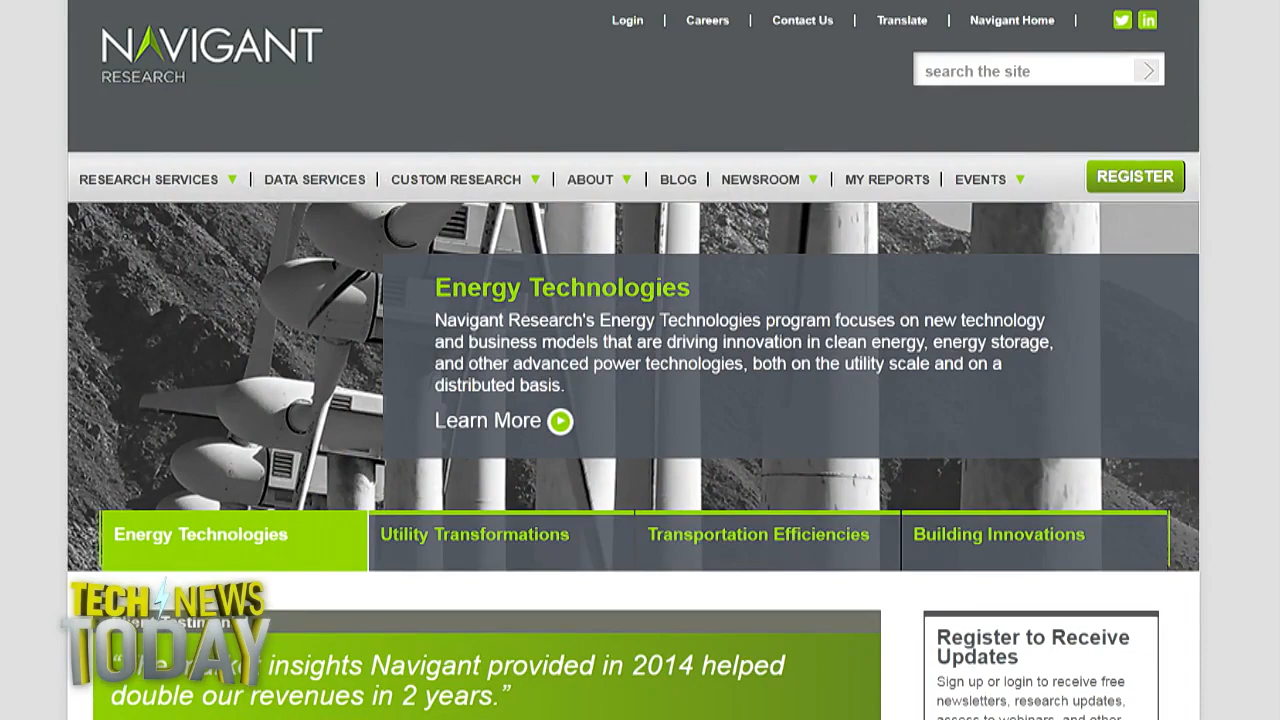 NAVIGANT
RESEARCH
Login | Careers | Contact Us | Translate | Navigant Home |
search the site
RESEARCH SERVICES | DATA SERVICES | CUSTOM RESEARCH | ABOUT | BLOG | NEWSROOM | MY REPORTS | EVENTS
REGISTER
Energy Technologies
Navigant Research's Energy Technologies program focuses on new technology
and business models that are driving innovation in clean energy, energy storage,
and other advanced power technologies, both on the utility scale and on a
distributed basis.
Learn More
Energy Technologies
Utility Transformations
Transportation Efficiencies
Building Innovations
TECH NEWS
TODAY
insights Navigant provided in 2014 helped
double our revenues in 2 years.”
Register to Receive
Updates
Sign up or login to receive free
newsletters, research updates,
access to webinars, and other